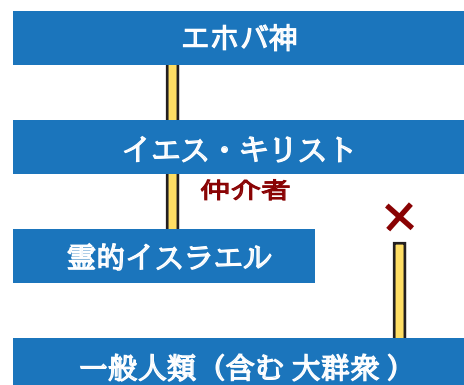 エホバ神
イエス・キリスト
仲介者
霊的イスラエル
一般人類（含む 大群衆 ）